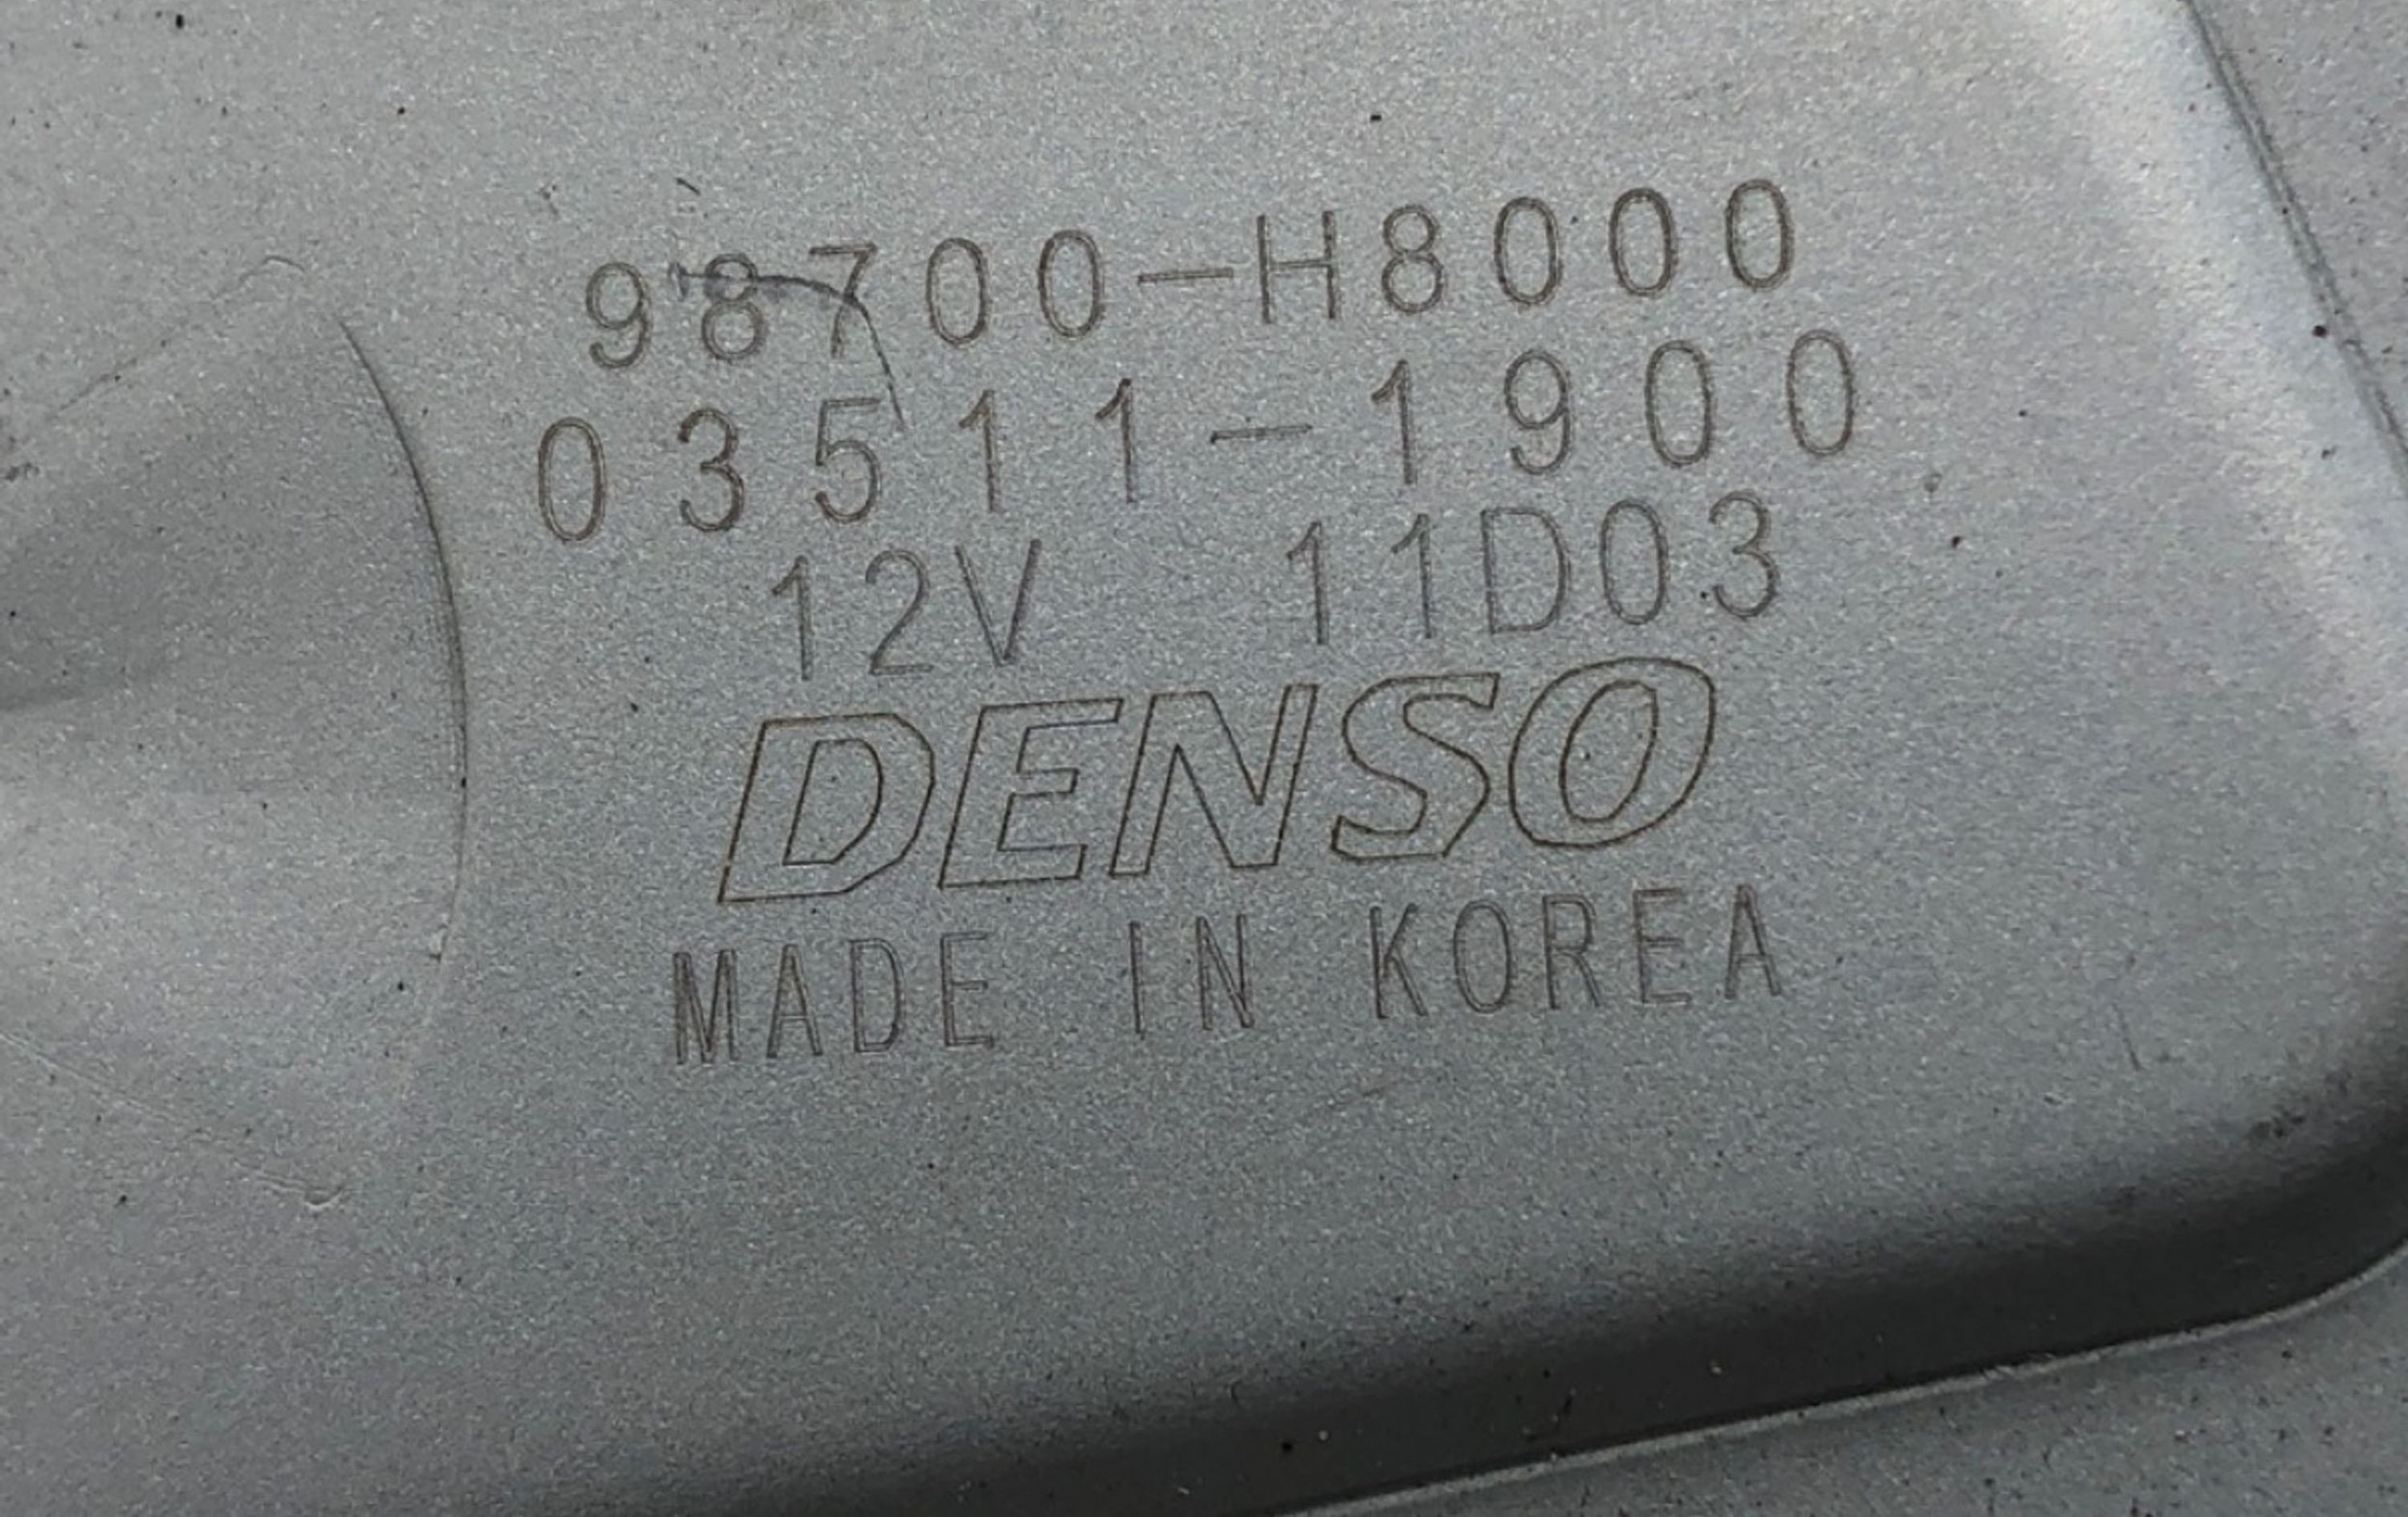 98700-H8000
03511-1900
12V 11D03
DENSO
MADE IN KOREA